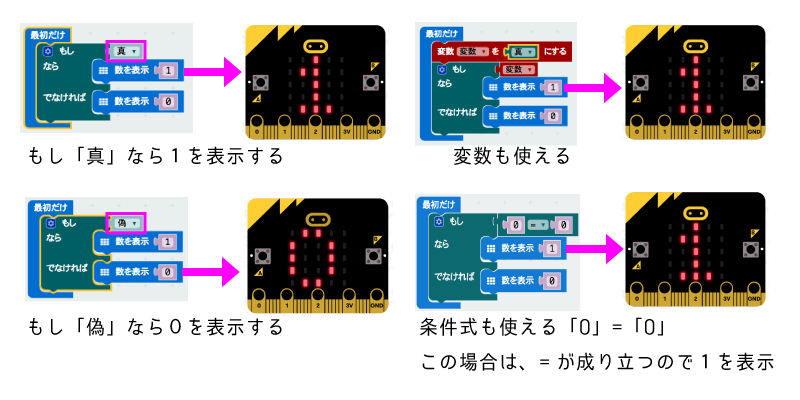 最初だけ
もし 真
なら
数を表示 1
でなければ
数を表示 0
0 1 2 3V GND
もし「真」なら1を表示する
最初だけ
変数 変数 を 真 にする
もし 変数
なら
数を表示 1
でなければ
数を表示 0
0 1 2 3V GND
変数も使える
最初だけ
もし 偽
なら
数を表示 1
でなければ
数を表示 0
0 1 2 3V GND
もし「偽」なら0を表示する
最初だけ
もし 0 = 0
なら
数を表示 1
でなければ
数を表示 0
0 1 2 3V GND
条件式も使える「0」=「0」
この場合は、= が成り立つので1を表示